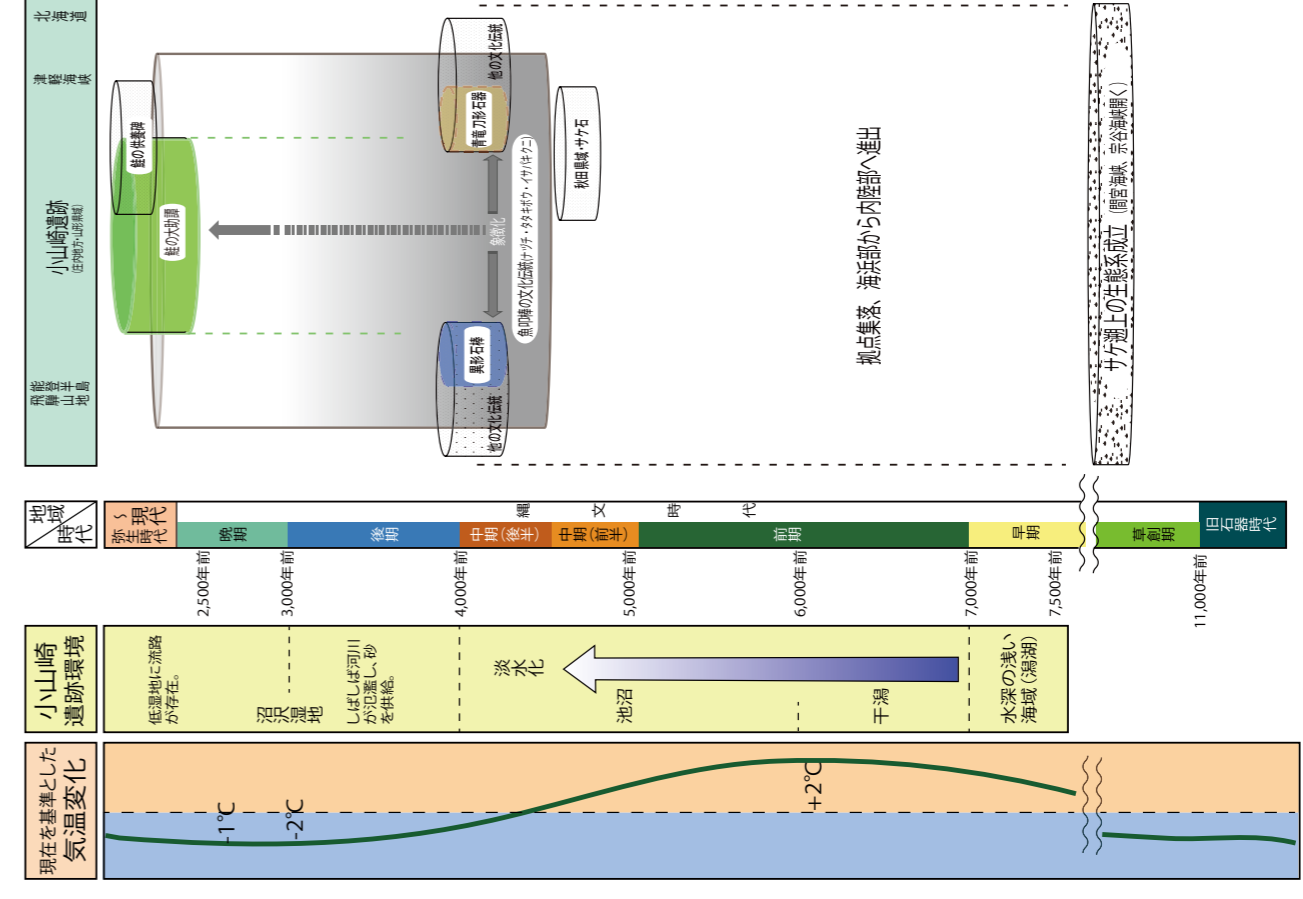 現在を基準とした
気温変化
小山崎
遺跡環境
地域
時代
飛騨山地
能登半島
小山崎遺跡
(庄内地方・山形県域)
津軽海峡
北海道
-1℃
-2℃
+2℃
低湿地に流路
が存在。
沼沢湿地
しばしば河川
が氾濫し、砂
を供給。
淡水化
池沼
干潟
水深の浅い
海域(潟湖)
2,500年前
3,000年前
4,000年前
5,000年前
6,000年前
7,000年前
7,500年前
11,000年前
弥生時代
～現代
晩期
後期
中期(後半)
中期(前半)
前期
早期
草創期
旧石器時代
縄文時代
鮭の供養碑
鮭の大助譚
他の文化伝統
異形石棒
象徴化
青竜刀形石器
他の文化伝統
魚叩棒の文化伝統(ナヅチ・タタキボウ・イサパキクニ)
秋田県域・サケ石
拠点集落、海浜部から内陸部へ進出
サケ遡上の生態系成立 (間宮海峡、宗谷海峡開く)